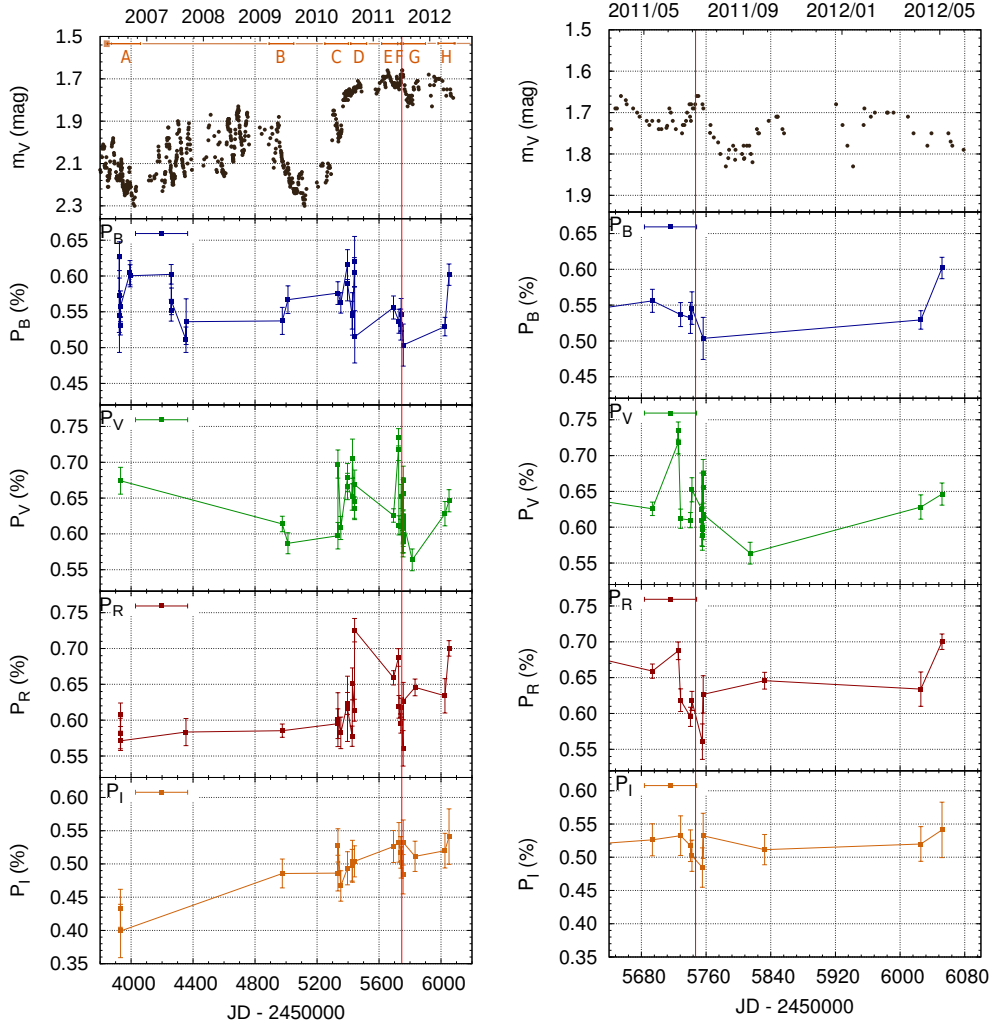 2007 2008 2009 2010 2011 2012
1.5
1.7
1.9
2.1
2.3
m_V (mag)
A B C D E F G H
P_B
0.65
0.60
0.55
0.50
0.45
P_B (%)
P_V
0.75
0.70
0.65
0.60
0.55
P_V (%)
P_R
0.75
0.70
0.65
0.60
0.55
P_R (%)
P_I
0.60
0.55
0.50
0.45
0.40
0.35
P_I (%)
4000 4400 4800 5200 5600 6000
JD - 2450000
2011/05 2011/09 2012/01 2012/05
1.5
1.6
1.7
1.8
1.9
m_V (mag)
P_B
0.65
0.60
0.55
0.50
0.45
P_B (%)
P_V
0.75
0.70
0.65
0.60
0.55
P_V (%)
P_R
0.75
0.70
0.65
0.60
0.55
P_R (%)
P_I
0.60
0.55
0.50
0.45
0.40
0.35
P_I (%)
5680 5760 5840 5920 6000 6080
JD - 2450000